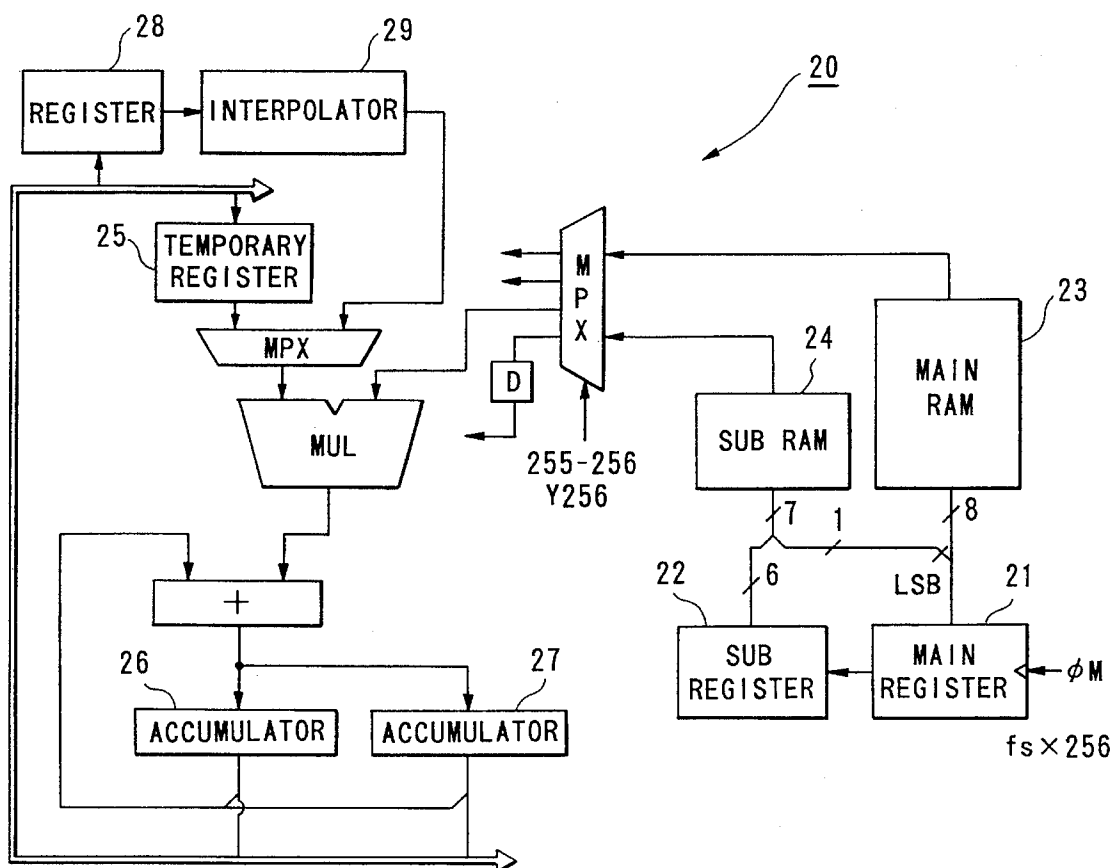 28
29
20
REGISTER
INTERPOLATOR
25
TEMPORARY
REGISTER
MPX
MPX
23
24
MAIN
RAM
D
SUB RAM
MUL
255-256
Y256
7
1
8
6
22
LSB
21
+
SUB
REGISTER
MAIN
REGISTER
φM
26
27
ACCUMULATOR
ACCUMULATOR
fs×256